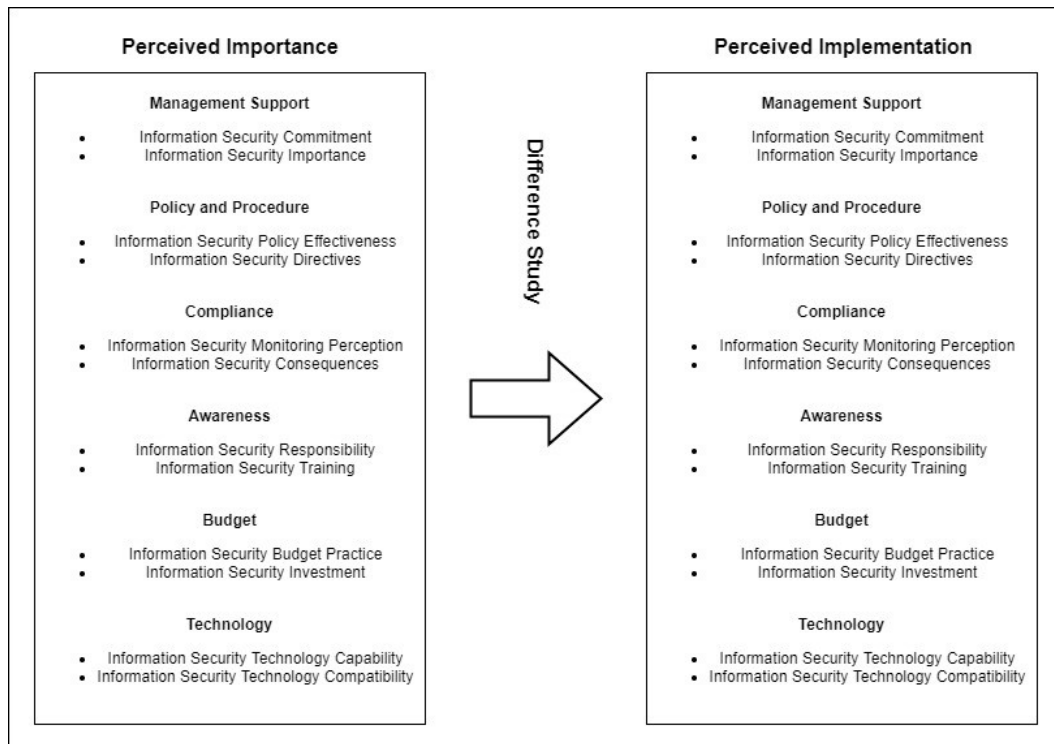 Perceived Importance
Management Support
• Information Security Commitment
• Information Security Importance
Policy and Procedure
• Information Security Policy Effectiveness
• Information Security Directives
Compliance
• Information Security Monitoring Perception
• Information Security Consequences
Awareness
• Information Security Responsibility
• Information Security Training
Budget
• Information Security Budget Practice
• Information Security Investment
Technology
• Information Security Technology Capability
• Information Security Technology Compatibility
Difference Study
Perceived Implementation
Management Support
• Information Security Commitment
• Information Security Importance
Policy and Procedure
• Information Security Policy Effectiveness
• Information Security Directives
Compliance
• Information Security Monitoring Perception
• Information Security Consequences
Awareness
• Information Security Responsibility
• Information Security Training
Budget
• Information Security Budget Practice
• Information Security Investment
Technology
• Information Security Technology Capability
• Information Security Technology Compatibility